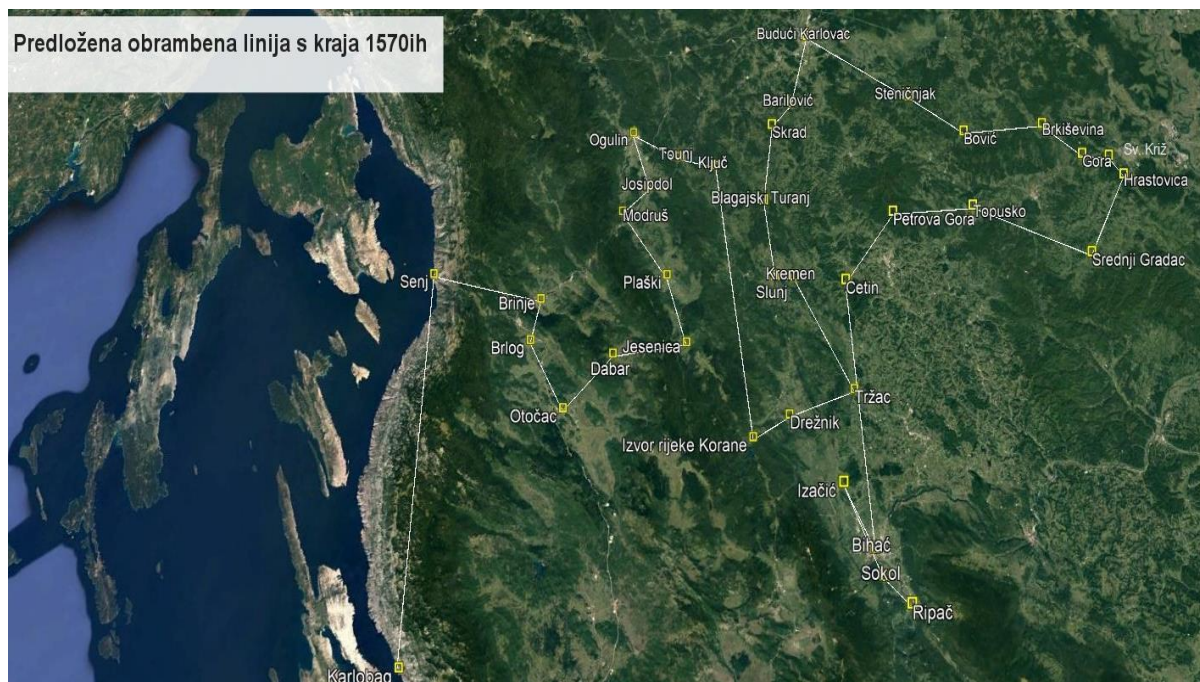 Predložena obrambena linija s kraja 1570ih
Budući Karlovac
Steničnjak
Barilović
Skrad
Brkiševina
Bović
Ogulin
Tounj
Ključ
Gora
Sv. Križ
Hrastovica
Josipdol
Modruš
Blagajski Turanj
Petrova Gora
Topusko
Srednji Gradac
Senj
Plaški
Kremen
Slunj
Cetin
Brinje
Brlog
Jesenica
Dabar
Otočac
Tržac
Drežnik
Izvor rijeke Korane
Izačić
Bihać
Sokol
Ripač
Karlobag